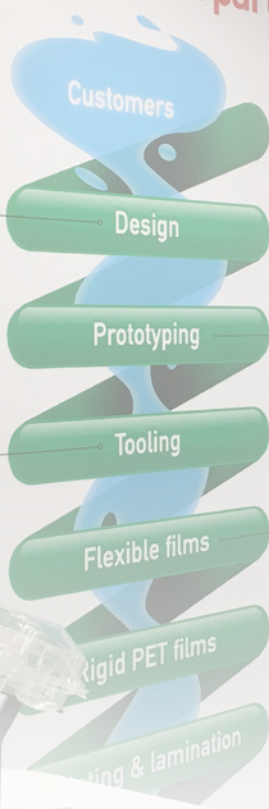 Customers
Design
Prototyping
Tooling
Flexible films
Rigid PET films
& lamination